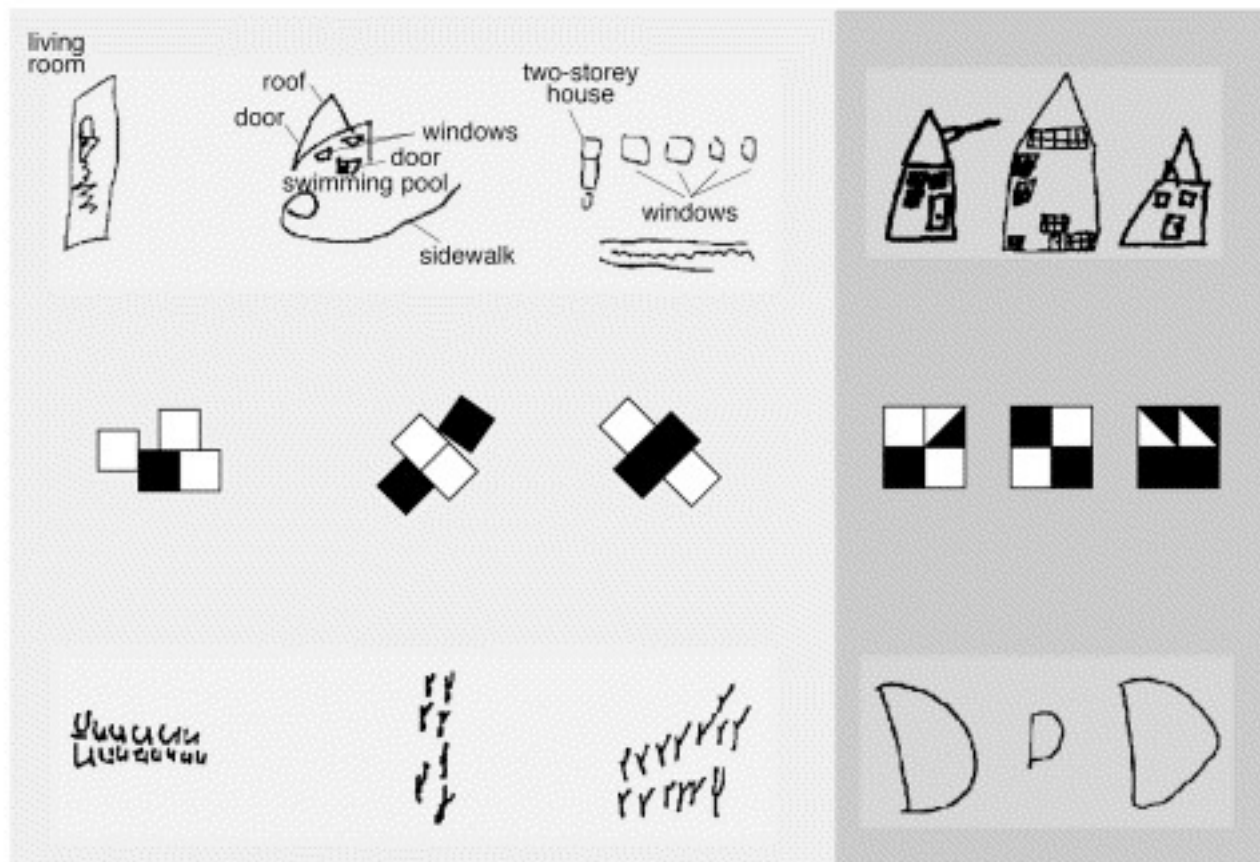 living
room
roof
door
windows
door
swimming pool
sidewalk
two-storey
house
windows